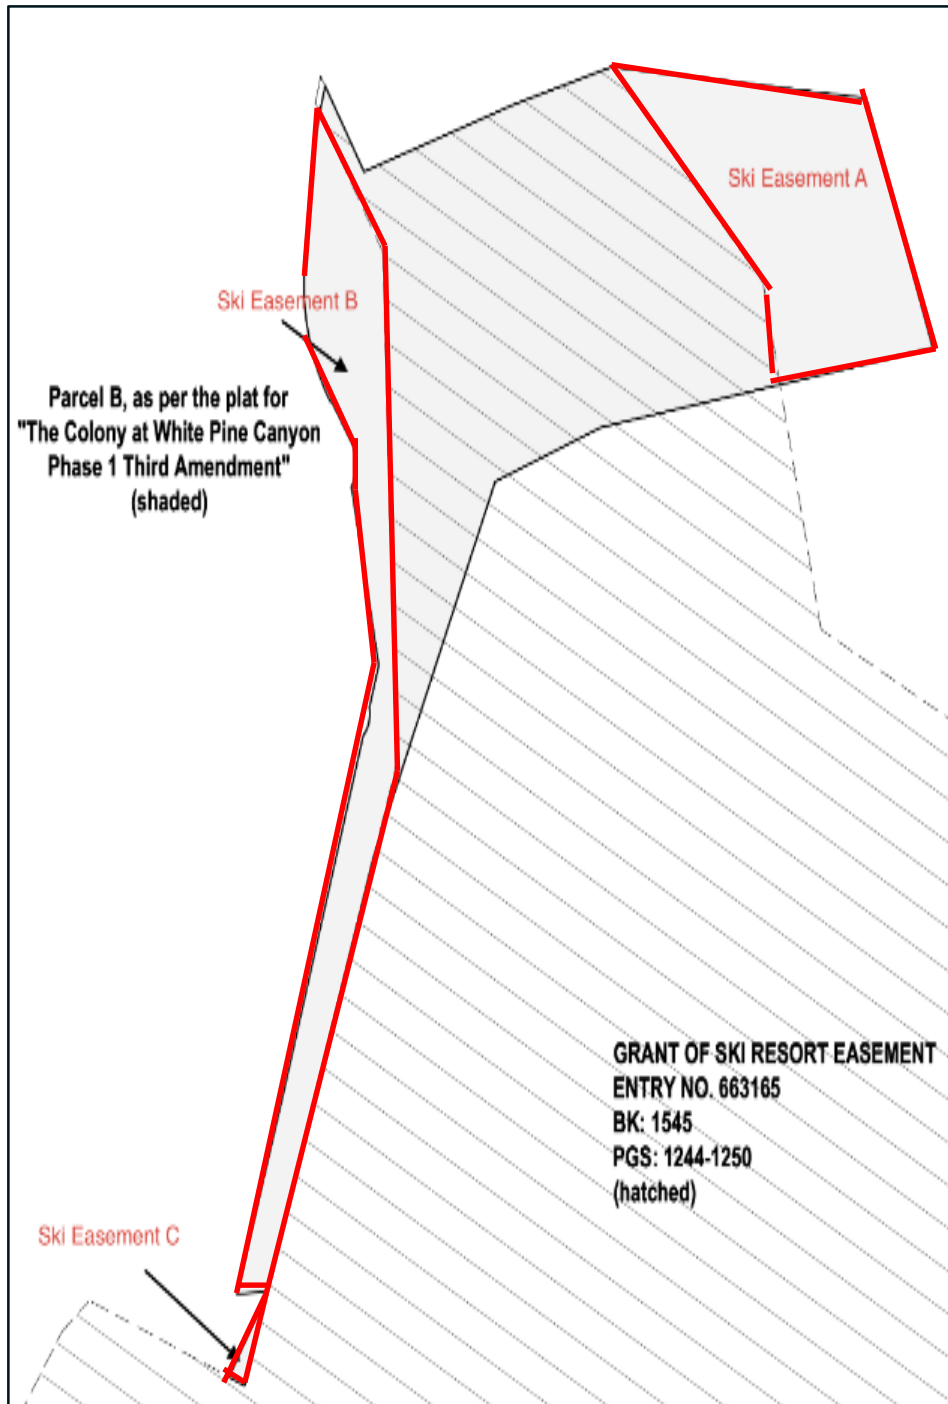 Ski Easement A
Ski Easement B
Parcel B, as per the plat for
"The Colony at White Pine Canyon
Phase 1 Third Amendment"
(shaded)
GRANT OF SKI RESORT EASEMENT
ENTRY NO. 663165
BK: 1545
PGS: 1244-1250
(hatched)
Ski Easement C